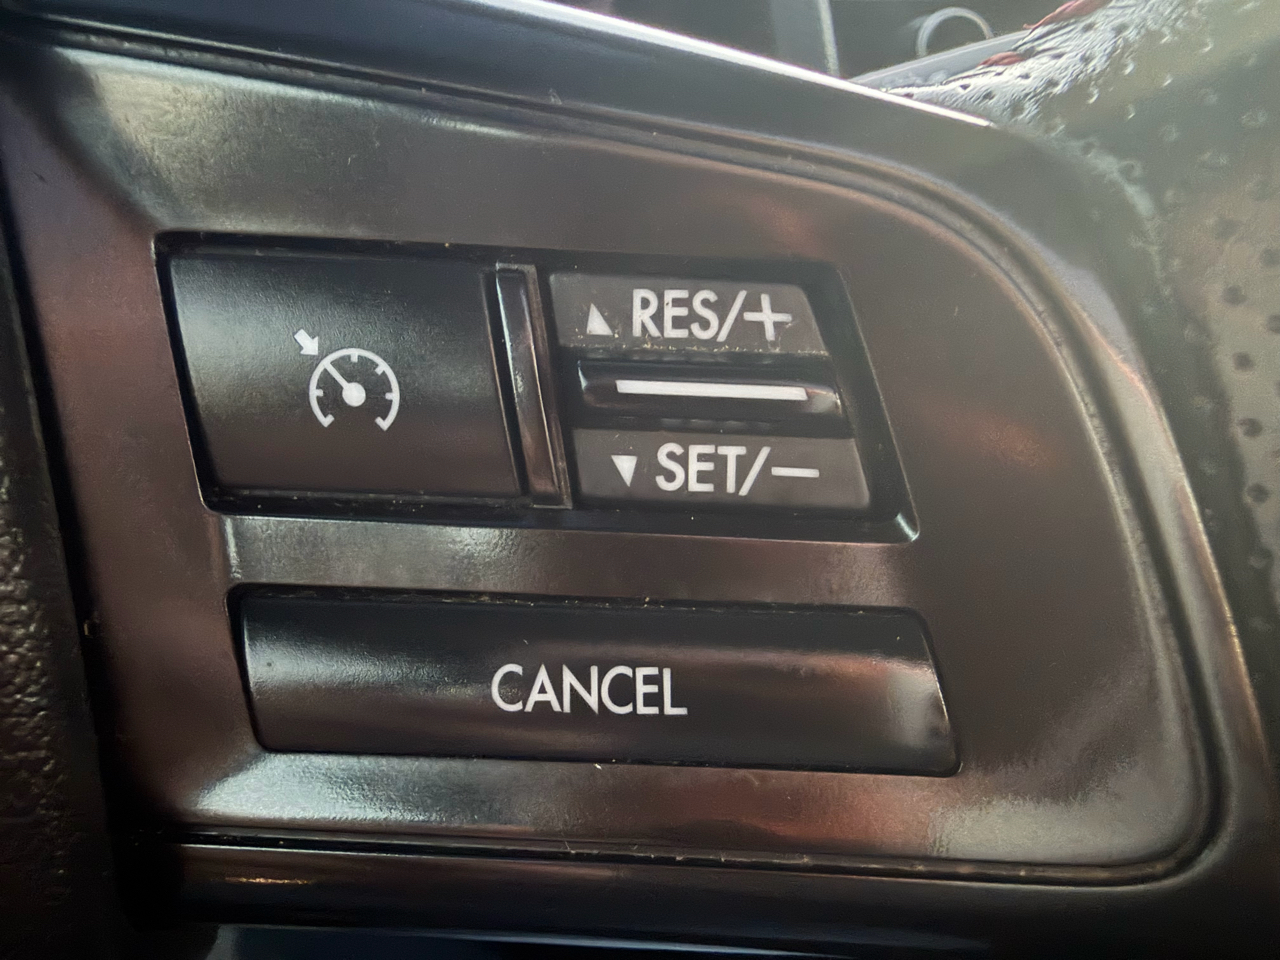 ▲ RES/+
▼ SET/−
CANCEL